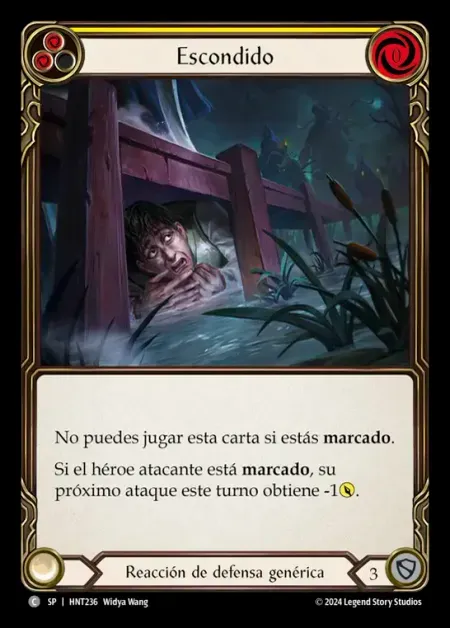 Escondido
0
No puedes jugar esta carta si estás marcado.
Si el héroe atacante está marcado, su
próximo ataque este turno obtiene -1.
Reacción de defensa genérica
3
C SP | HNT236 Widya Wang
© 2024 Legend Story Studios